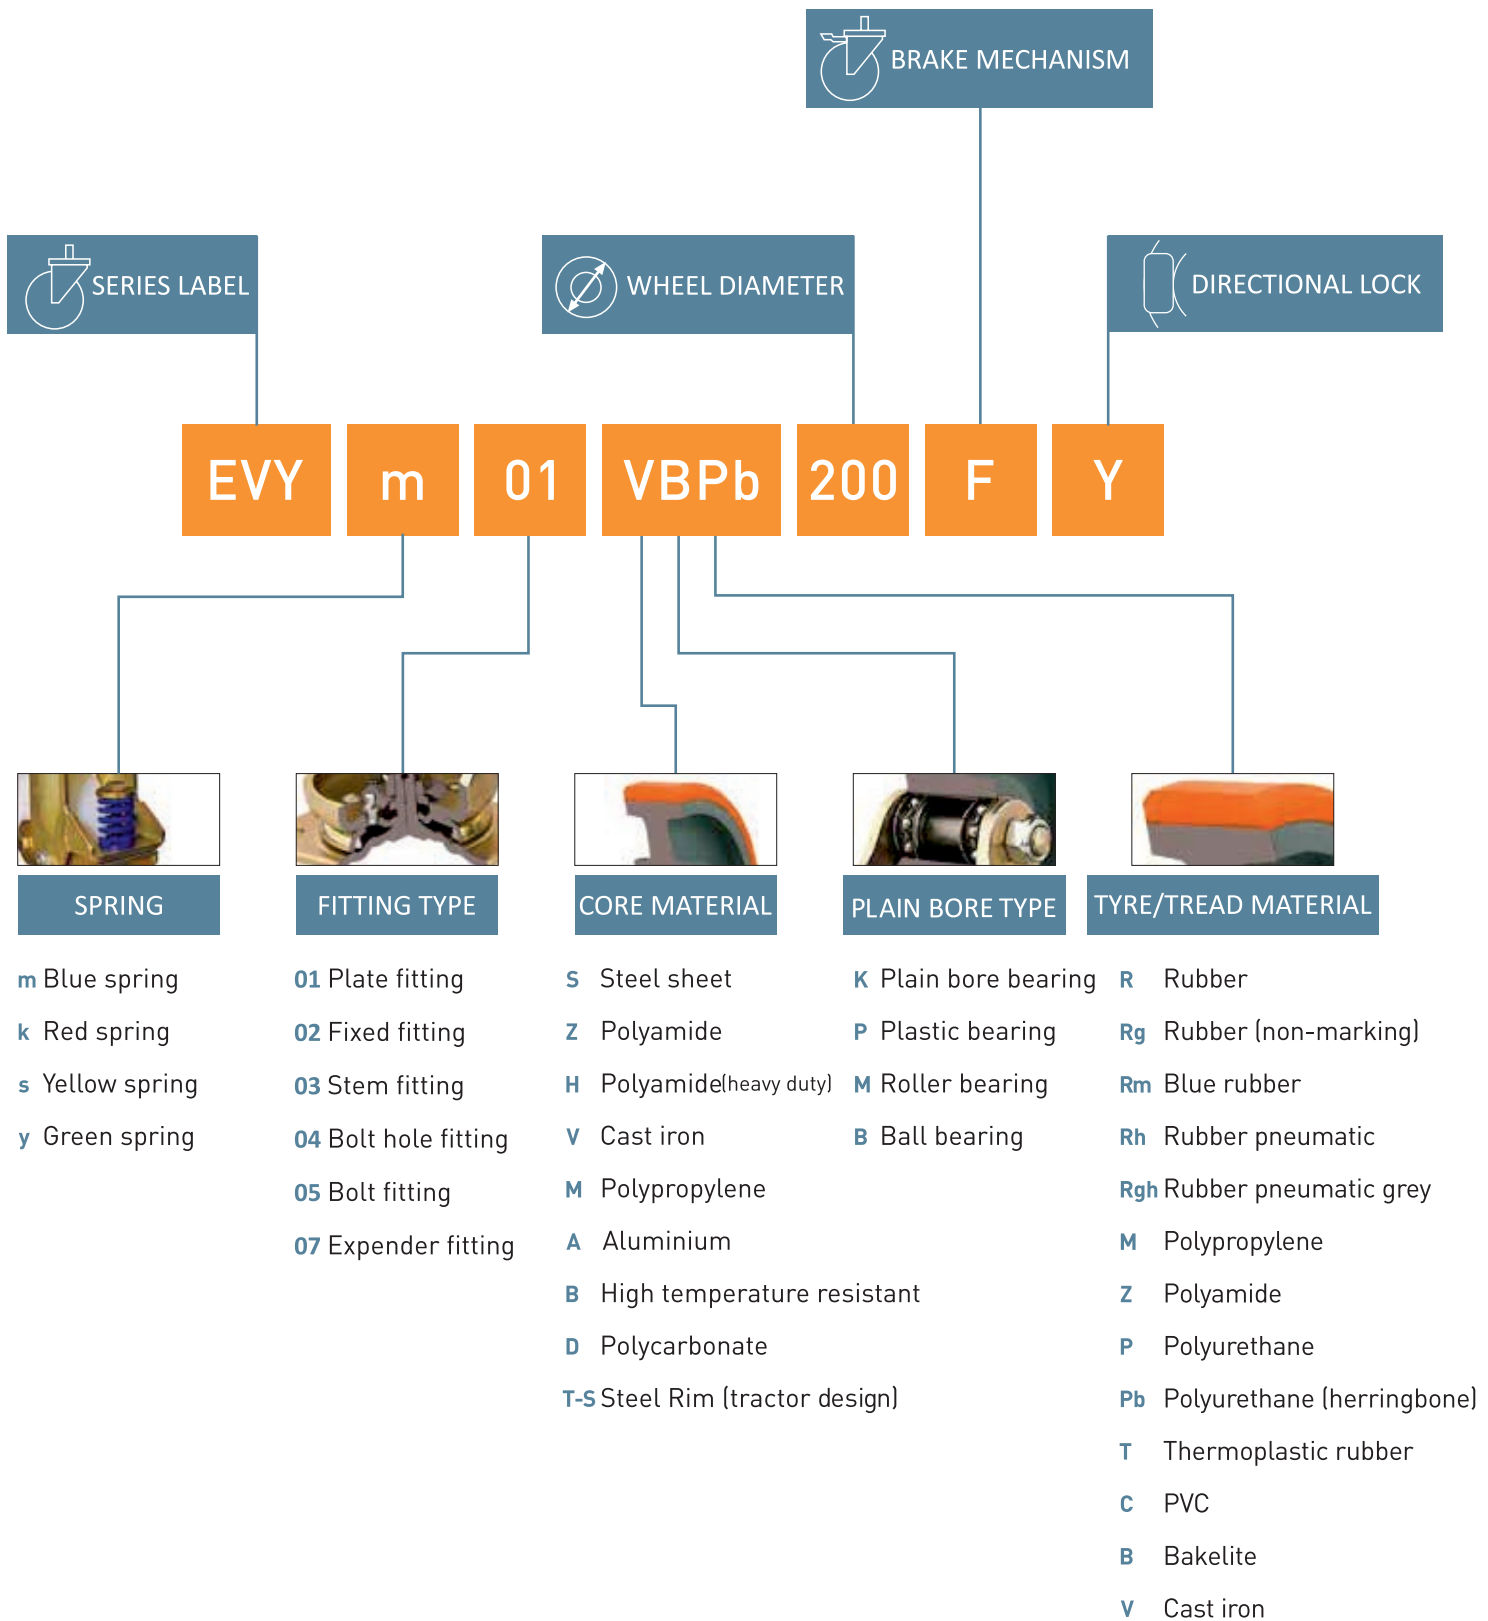 BRAKE MECHANISM
SERIES LABEL
WHEEL DIAMETER
DIRECTIONAL LOCK
EVY m 01 VBPb 200 F Y
SPRING
m Blue spring
k Red spring
s Yellow spring
y Green spring
FITTING TYPE
01 Plate fitting
02 Fixed fitting
03 Stem fitting
04 Bolt hole fitting
05 Bolt fitting
07 Expender fitting
CORE MATERIAL
S Steel sheet
Z Polyamide
H Polyamide(heavy duty)
V Cast iron
M Polypropylene
A Aluminium
B High temperature resistant
D Polycarbonate
T-S Steel Rim (tractor design)
PLAIN BORE TYPE
K Plain bore bearing
P Plastic bearing
M Roller bearing
B Ball bearing
TYRE/TREAD MATERIAL
R Rubber
Rg Rubber (non-marking)
Rm Blue rubber
Rh Rubber pneumatic
Rgh Rubber pneumatic grey
M Polypropylene
Z Polyamide
P Polyurethane
Pb Polyurethane (herringbone)
T Thermoplastic rubber
C PVC
B Bakelite
V Cast iron